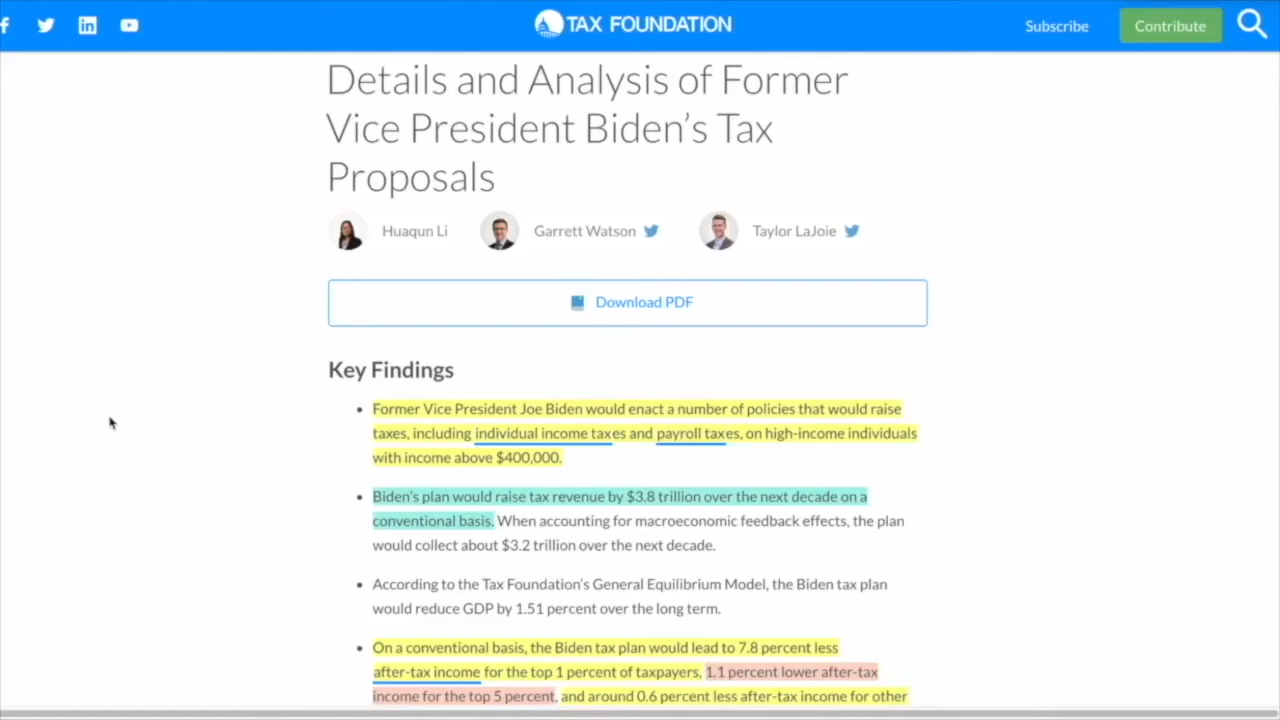 TAX FOUNDATION
Subscribe
Contribute
Details and Analysis of Former
Vice President Biden’s Tax
Proposals
Huaqun Li
Garrett Watson
Taylor LaJoie
Download PDF
Key Findings
Former Vice President Joe Biden would enact a number of policies that would raise
taxes, including individual income taxes and payroll taxes, on high-income individuals
with income above $400,000.
Biden’s plan would raise tax revenue by $3.8 trillion over the next decade on a
conventional basis. When accounting for macroeconomic feedback effects, the plan
would collect about $3.2 trillion over the next decade.
According to the Tax Foundation’s General Equilibrium Model, the Biden tax plan
would reduce GDP by 1.51 percent over the long term.
On a conventional basis, the Biden tax plan would lead to 7.8 percent less
after-tax income for the top 1 percent of taxpayers, 1.1 percent lower after-tax
income for the top 5 percent, and around 0.6 percent less after-tax income for other